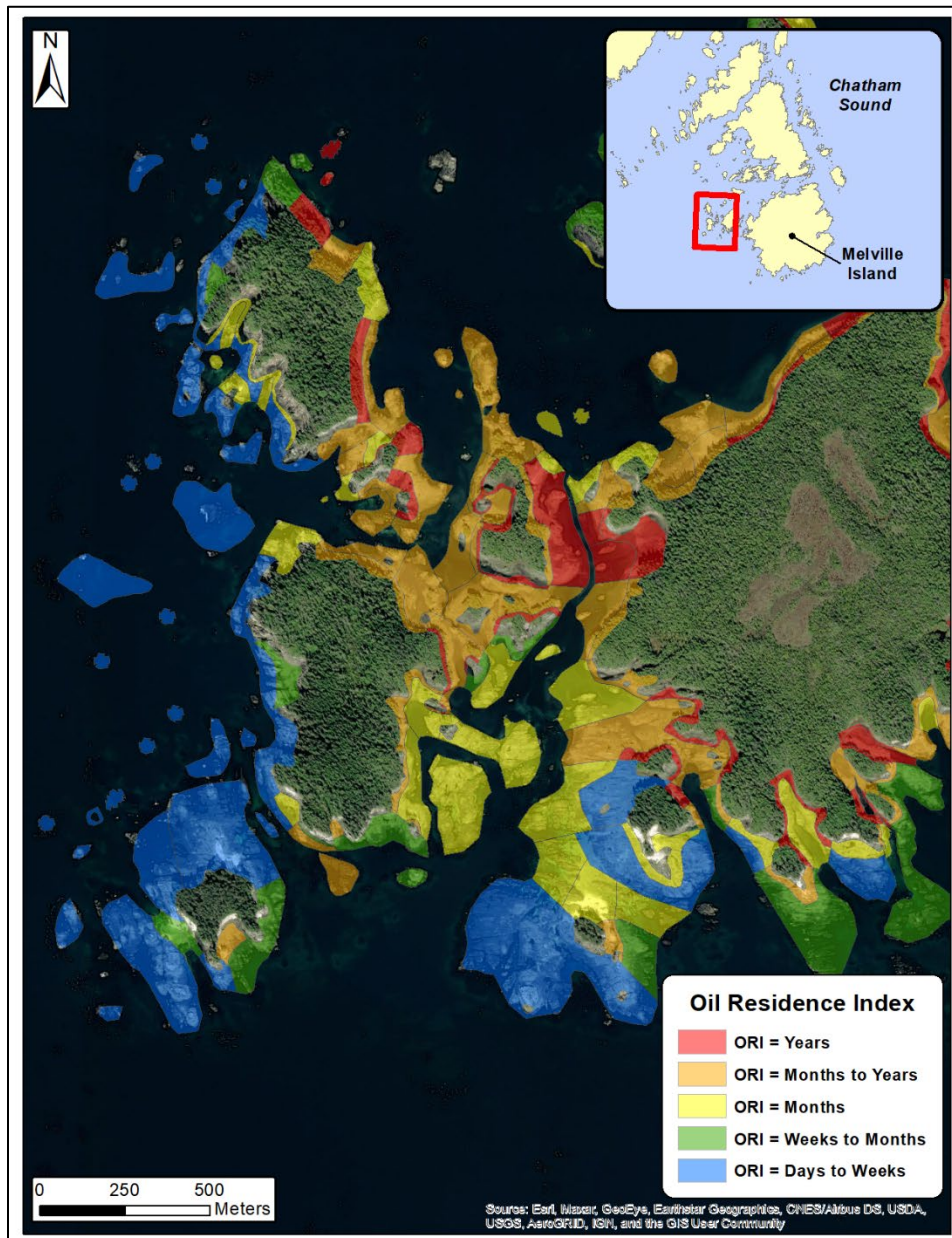 N
Chatham
Sound
Melville
Island
Oil Residence Index
ORI = Years
ORI = Months to Years
ORI = Months
ORI = Weeks to Months
ORI = Days to Weeks
0 250 500
Meters
Source: Esri, Maxar, GeoEye, Earthstar Geographics, CNES/Airbus DS, USDA,
USGS, AeroGRID, IGN, and the GIS User Community